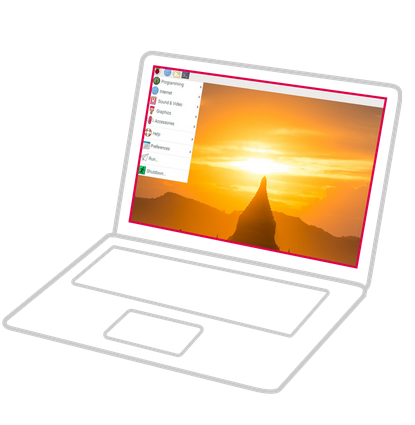 Programming
Internet
Sound & Video
Graphics
Accessories
Help
Preferences
Run...
Shutdown...